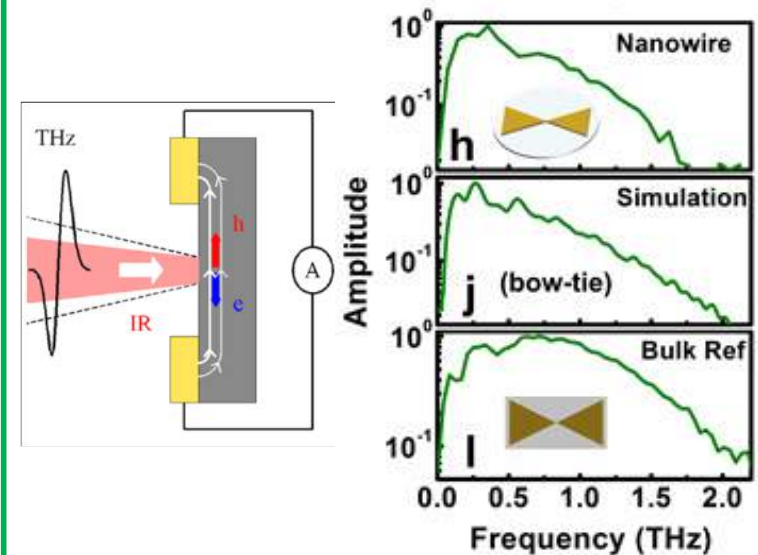 THz
IR
h
e
A
Amplitude
10⁰
10⁻¹
Nanowire
h
10⁰
10⁻¹
Simulation
j (bow-tie)
10⁰
10⁰
10⁻¹
Bulk Ref
l
0.0 0.5 1.0 1.5 2.0
Frequency (THz)